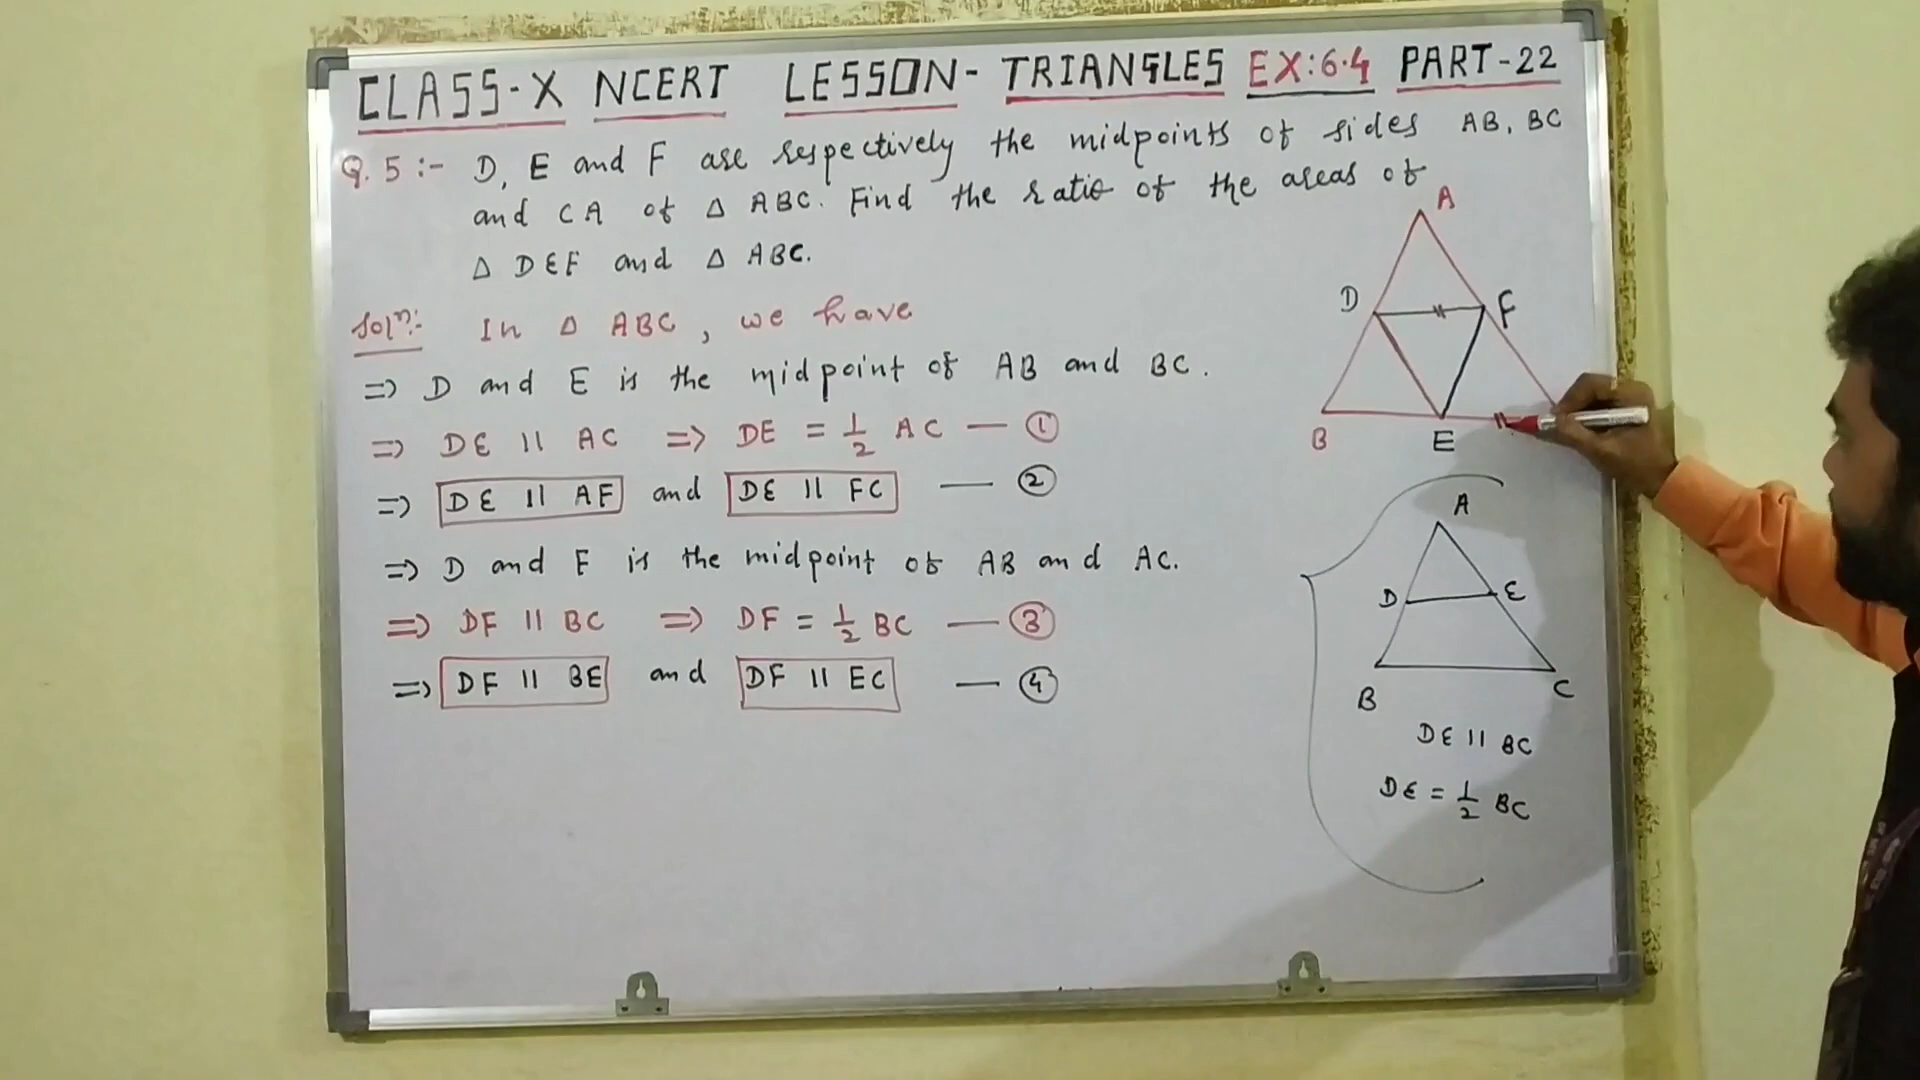 CLASS-X NCERT LESSON- TRIANGLES EX:6.4 PART-22
Q.5:- D, E and F are respectively the midpoints of sides AB, BC
and CA of Δ ABC. Find the ratio of the areas of
Δ DEF and Δ ABC.
Solⁿ:- In Δ ABC, we have
=> D and E is the midpoint of AB and BC.
=> DE || AC => DE = 1/2 AC — ①
=> DE || AF and DE || FC — ②
=> D and F is the midpoint of AB and AC.
=> DF || BC => DF = 1/2 BC — ③
=> DF || BE and DF || EC — ④
A
D F
B E
A
D E
B C
DE || BC
DE = 1/2 BC